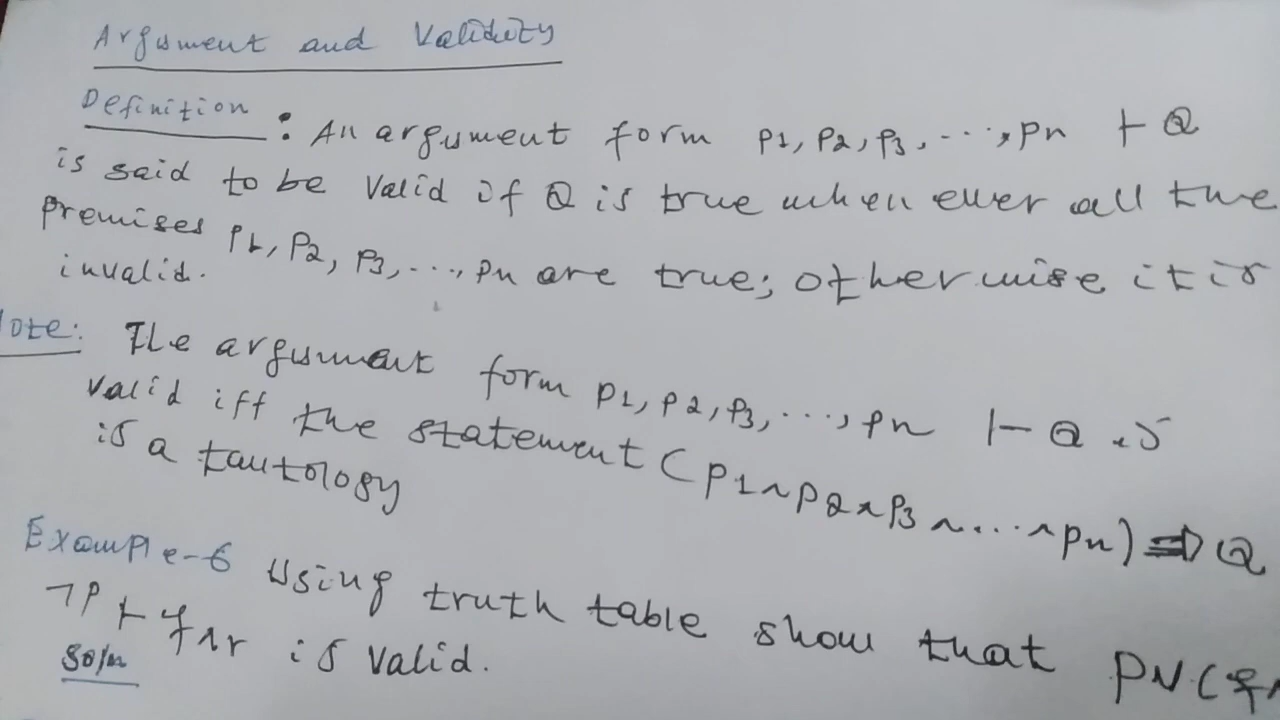 Argument and Validity
Definition : An argument form p1, p2, p3, ..., pn ⊢ Q
is said to be valid if Q is true when ever all the
premises p1, p2, p3, ..., pn are true; otherwise it is
invalid.
Note: The argument form p1, p2, p3, ..., pn ⊢ Q is
valid iff the statement (p1 ∧ p2 ∧ p3 ∧ ... ∧ pn) ⇒ Q
is a tautology
Example-6 Using truth table show that p∨(q∧
¬p ⊢ q∧r is valid.
soln